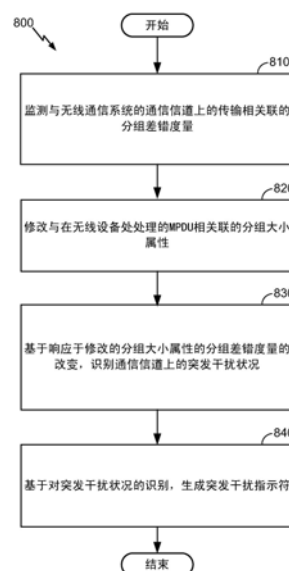 800
开始
810
监测与无线通信系统的通信信道上的传输相关联的
分组差错度量
820
修改与在无线设备处处理的MPDU相关联的分组大小
属性
830
基于响应于修改的分组大小属性的分组差错度量的
改变，识别通信信道上的突发干扰状况
840
基于对突发干扰状况的识别，生成突发干扰指示符
结束